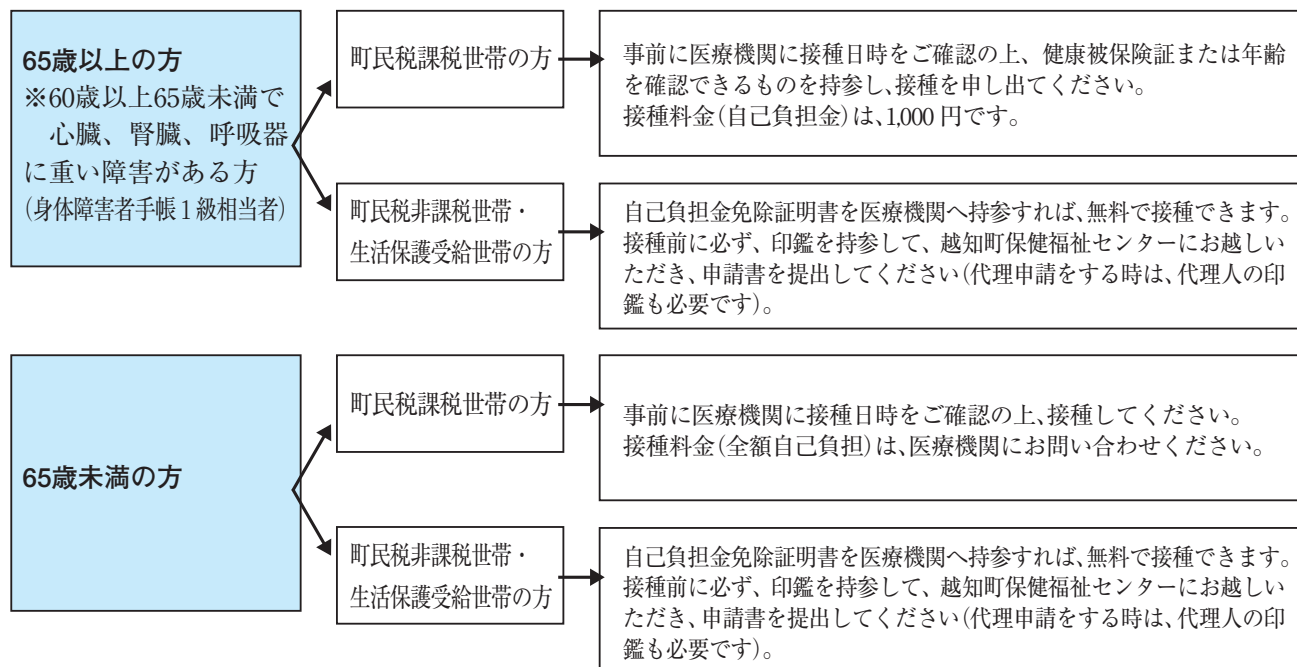 65歳以上の方
※60歳以上65歳未満で
心臓、腎臓、呼吸器
に重い障害がある方
(身体障害者手帳1級相当者)
町民税課税世帯の方
事前に医療機関に接種日時をご確認の上、健康被保険証または年齢
を確認できるものを持参し、接種を申し出てください。
接種料金(自己負担金)は、1,000円です。
町民税非課税世帯・
生活保護受給世帯の方
自己負担金免除証明書を医療機関へ持参すれば、無料で接種できます。
接種前に必ず、印鑑を持参して、越知町保健福祉センターにお越しい
ただき、申請書を提出してください(代理申請をする時は、代理人の印
鑑も必要です)。
65歳未満の方
町民税課税世帯の方
事前に医療機関に接種日時をご確認の上、接種してください。
接種料金(全額自己負担)は、医療機関にお問い合わせください。
町民税非課税世帯・
生活保護受給世帯の方
自己負担金免除証明書を医療機関へ持参すれば、無料で接種できます。
接種前に必ず、印鑑を持参して、越知町保健福祉センターにお越しい
ただき、申請書を提出してください(代理申請をする時は、代理人の印
鑑も必要です)。